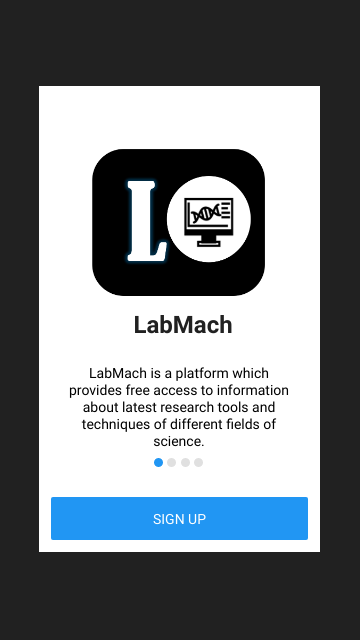 L
LabMach
LabMach is a platform which
provides free access to information
about latest research tools and
techniques of different fields of
science.
SIGN UP